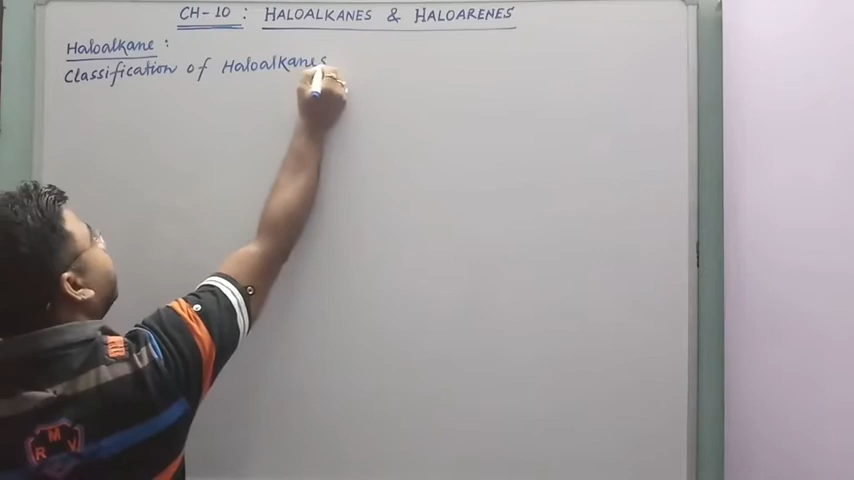 CH-10 : HALOALKANES & HALOARENES
Haloalkane :
Classification of Haloalkanes
M
R V